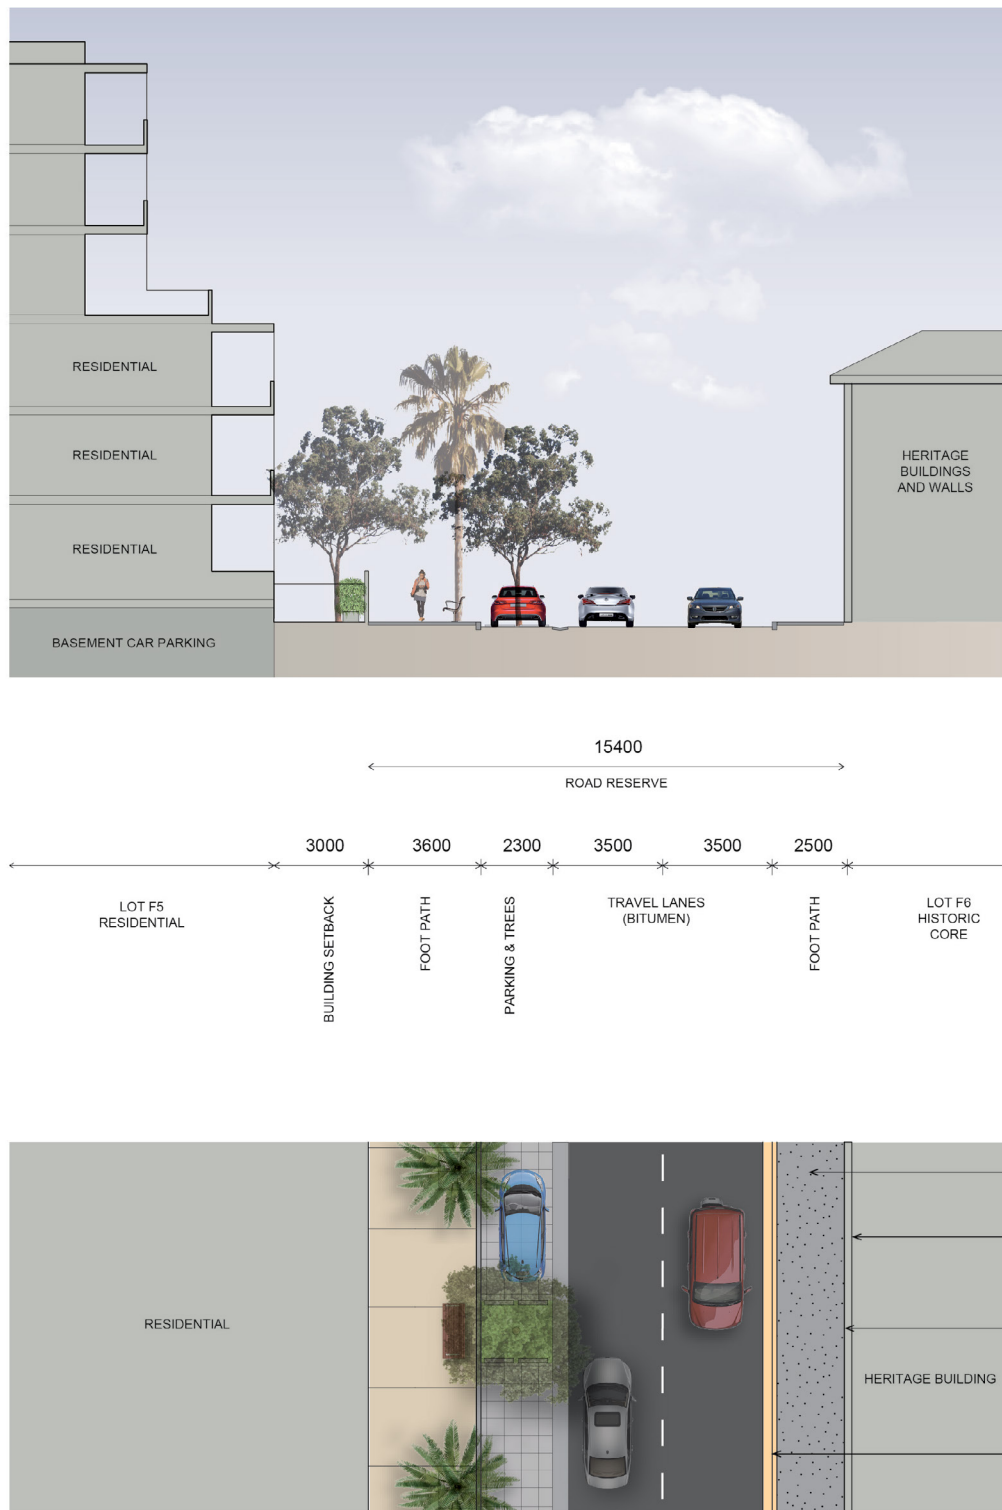 RESIDENTIAL
RESIDENTIAL
RESIDENTIAL
BASEMENT CAR PARKING
HERITAGE
BUILDINGS
AND WALLS
15400
ROAD RESERVE
3000
3600
2300
3500
3500
2500
LOT F5
RESIDENTIAL
BUILDING SETBACK
FOOT PATH
PARKING & TREES
TRAVEL LANES
(BITUMEN)
FOOT PATH
LOT F6
HISTORIC
CORE
RESIDENTIAL
HERITAGE BUILDING